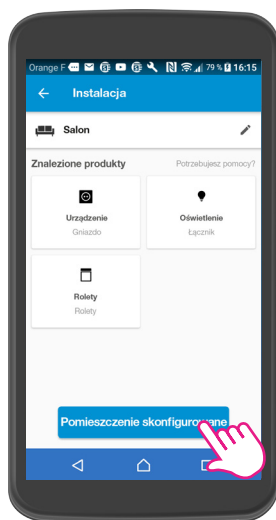 Orange F 79 % 16:15
Instalacja
Salon
Znalezione produkty Potrzebujesz pomocy?
Urządzenie Oświetlenie
Gniazdo Łącznik
Rolety
Rolety
Pomieszczenie skonfigurowane